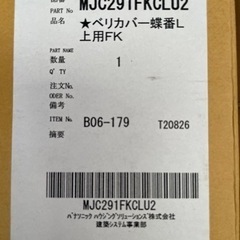 品番 MJC291FKCLU2
PART No
★ベリカバー蝶番L
上用FK
PART NAME
数量 1
Q' TY
注文No.
ODER No.
備考
ITEM No. B06-179 T20826
摘要
MJC291FKCLU2
パナソニック ハウジングソリューションズ株式会社
建築システム事業部